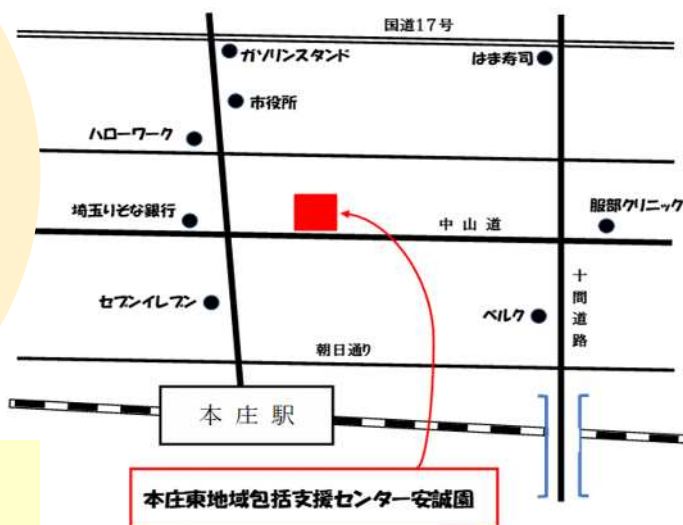 国道17号
ガソリンスタンド
はま寿司
市役所
ハローワーク
埼玉りそな銀行
中山道
服部クリニック
セブンイレブン
ベルク
十間道路
朝日通り
本庄駅
本庄東地域包括支援センター安誠園